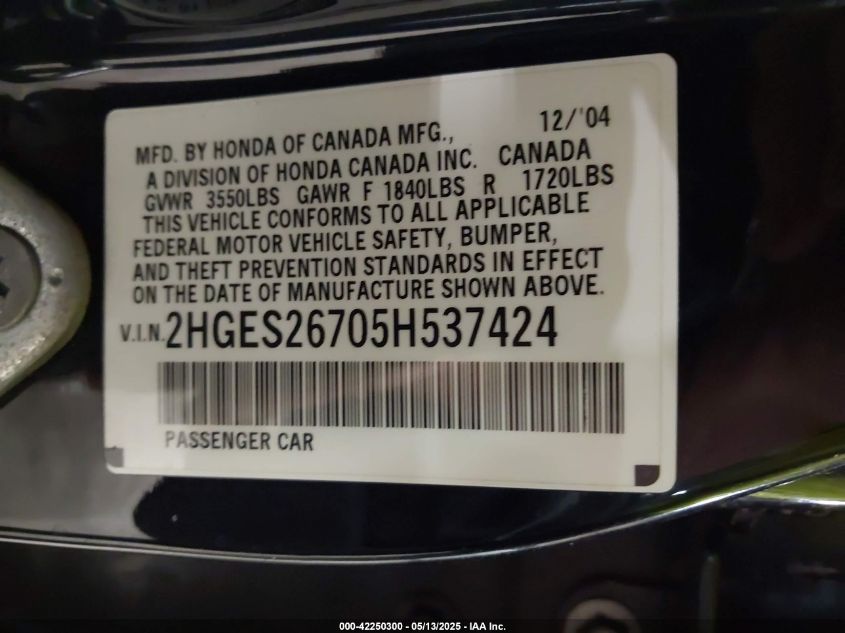 12/'04
MFD. BY HONDA OF CANADA MFG.,
A DIVISION OF HONDA CANADA INC. CANADA
GVWR 3550LBS GAWR F 1840LBS R 1720LBS
THIS VEHICLE CONFORMS TO ALL APPLICABLE
FEDERAL MOTOR VEHICLE SAFETY, BUMPER,
AND THEFT PREVENTION STANDARDS IN EFFECT
ON THE DATE OF MANUFACTURE SHOWN ABOVE.
V.I.N. 2HGES26705H537424
PASSENGER CAR
000-42250300 - 05/13/2025 - IAA Inc.